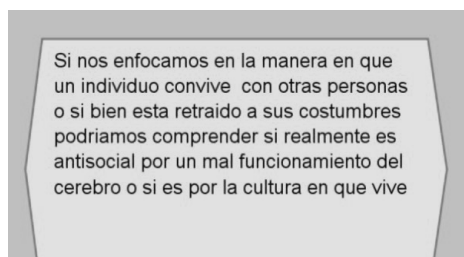 Si nos enfocamos en la manera en que
un individuo convive  con otras personas
o si bien esta retraido a sus costumbres
podriamos comprender si realmente es
antisocial por un mal funcionamiento del
cerebro o si es por la cultura en que vive